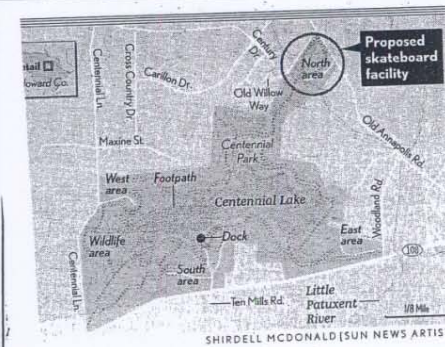 Proposed
skateboard
facility
North
area
Century
Dr.
Cross Country Dr.
Centennial Ln.
Carillon Dr.
Old Willow
Way
Old Annapolis Rd.
Maxine St.
Centennial
Park
West
area
Footpath
Centennial Lake
Woodland Rd.
Wildlife
area
Dock
East
area
108
South
area
Centennial Ln.
Ten Mills Rd.
Little
Patuxent
River
1/8 Mile
SHIRDELL MCDONALD|SUN NEWS ARTIS